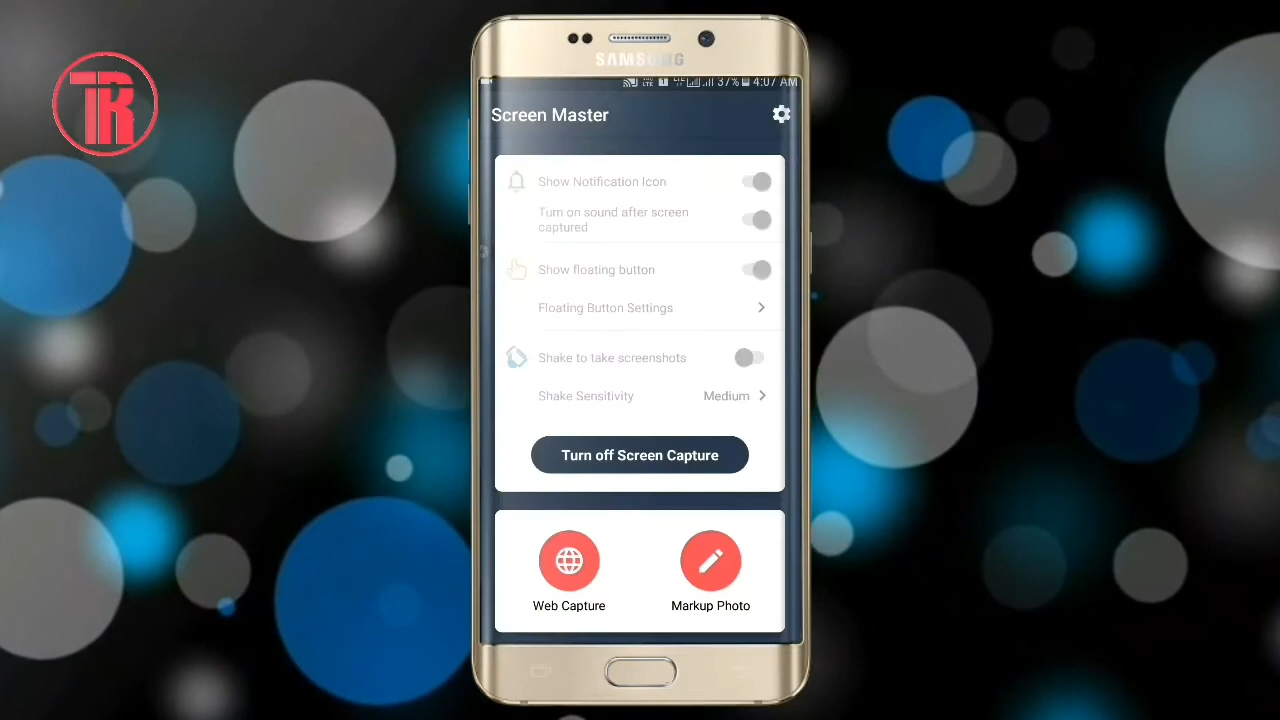 TR
SAMSUNG
LTE 37% 4:07 AM
Screen Master
Show Notification Icon
Turn on sound after screen
captured
Show floating button
Floating Button Settings
Shake to take screenshots
Shake Sensitivity Medium
Turn off Screen Capture
Web Capture Markup Photo